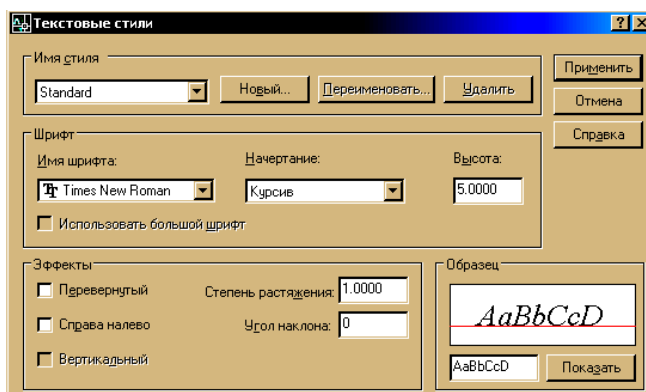 Текстовые стили
Имя стиля
Standard
Новый...
Переименовать...
Удалить
Применить
Отмена
Справка
Шрифт
Имя шрифта:
Начертание:
Высота:
Times New Roman
Курсив
5.0000
Использовать большой шрифт
Эффекты
Перевернутый
Степень растяжения:
1.0000
Справа налево
Угол наклона:
0
Вертикальный
Образец
AaBbCcD
AaBbCcD
Показать